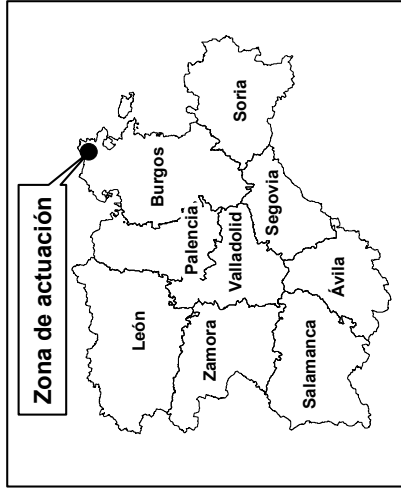 Zona de actuación
León
Burgos
Palencia
Soria
Zamora
Valladolid
Segovia
Salamanca
Ávila